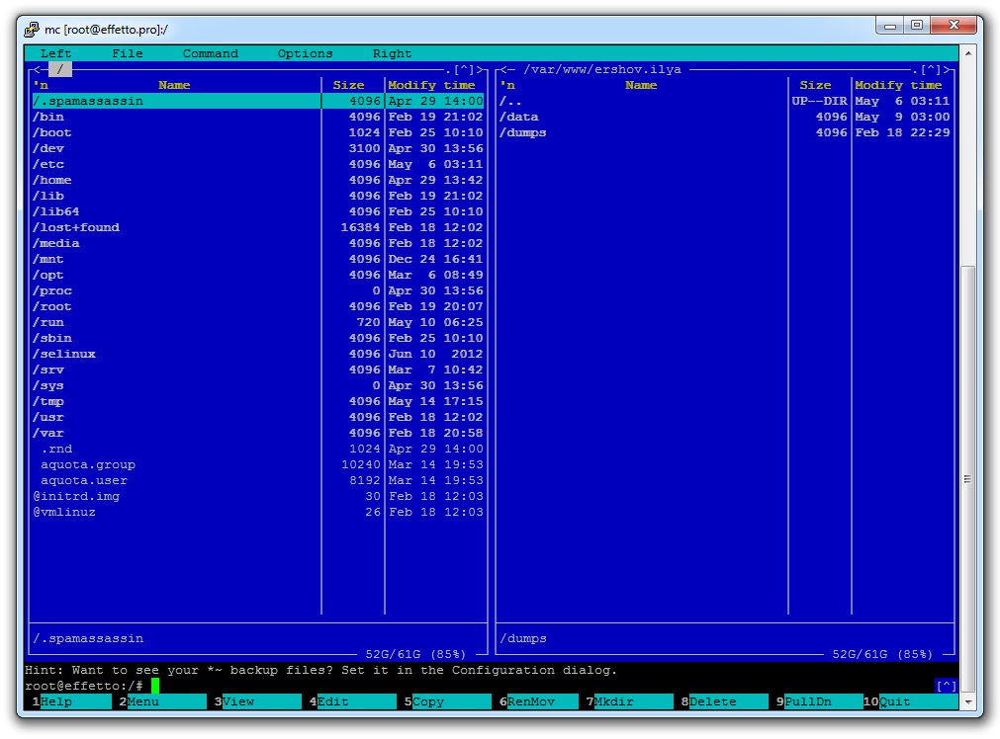 mc [root@effetto.pro]:/
Left File Command Options Right
<─ / ─.[^]>
'n Name Size Modify time
/.spamassassin 4096 Apr 29 14:00
/bin 4096 Feb 19 21:02
/boot 1024 Feb 25 10:10
/dev 3100 Apr 30 13:56
/etc 4096 May 6 03:11
/home 4096 Apr 29 13:42
/lib 4096 Feb 19 21:02
/lib64 4096 Feb 25 10:10
/lost+found 16384 Feb 18 12:02
/media 4096 Feb 18 12:02
/mnt 4096 Dec 24 16:41
/opt 4096 Mar 6 08:49
/proc 0 Apr 30 13:56
/root 4096 Feb 19 20:07
/run 720 May 10 06:25
/sbin 4096 Feb 25 10:10
/selinux 4096 Jun 10 2012
/srv 4096 Mar 7 10:42
/sys 0 Apr 30 13:56
/tmp 4096 May 14 17:15
/usr 4096 Feb 18 12:02
/var 4096 Feb 18 20:58
.rnd 1024 Apr 29 14:00
aquota.group 10240 Mar 14 19:53
aquota.user 8192 Mar 14 19:53
@initrd.img 30 Feb 18 12:03
@vmlinuz 26 Feb 18 12:03
/.spamassassin
52G/61G (85%)
<─ /var/www/ershov.ilya ─.[^]>
'n Name Size Modify time
/.. UP--DIR May 6 03:11
/data 4096 May 9 03:00
/dumps 4096 Feb 18 22:29
/dumps
52G/61G (85%)
Hint: Want to see your *~ backup files? Set it in the Configuration dialog.
root@effetto:/# [^]
1Help 2Menu 3View 4Edit 5Copy 6RenMov 7Mkdir 8Delete 9PullDn 10Quit